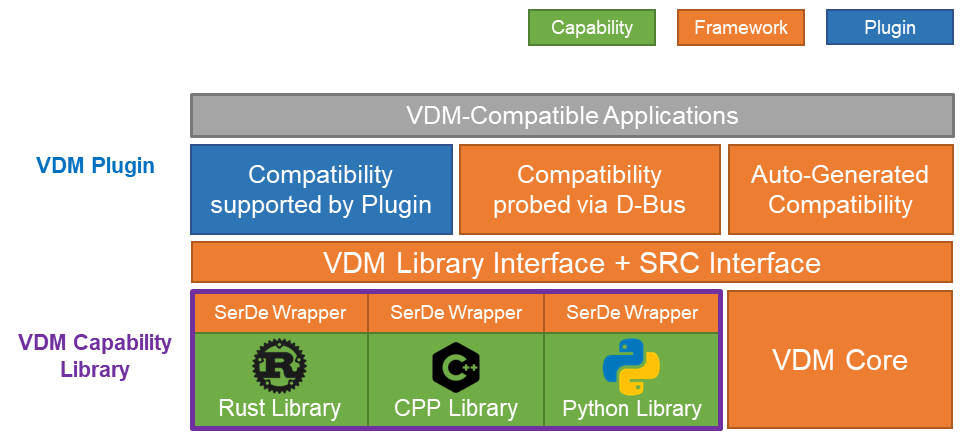 Capability
Framework
Plugin
VDM-Compatible Applications
VDM Plugin
Compatibility
supported by Plugin
Compatibility
probed via D-Bus
Auto-Generated
Compatibility
VDM Library Interface + SRC Interface
VDM Capability
Library
SerDe Wrapper
SerDe Wrapper
SerDe Wrapper
R
C++
Rust Library
CPP Library
Python Library
VDM Core